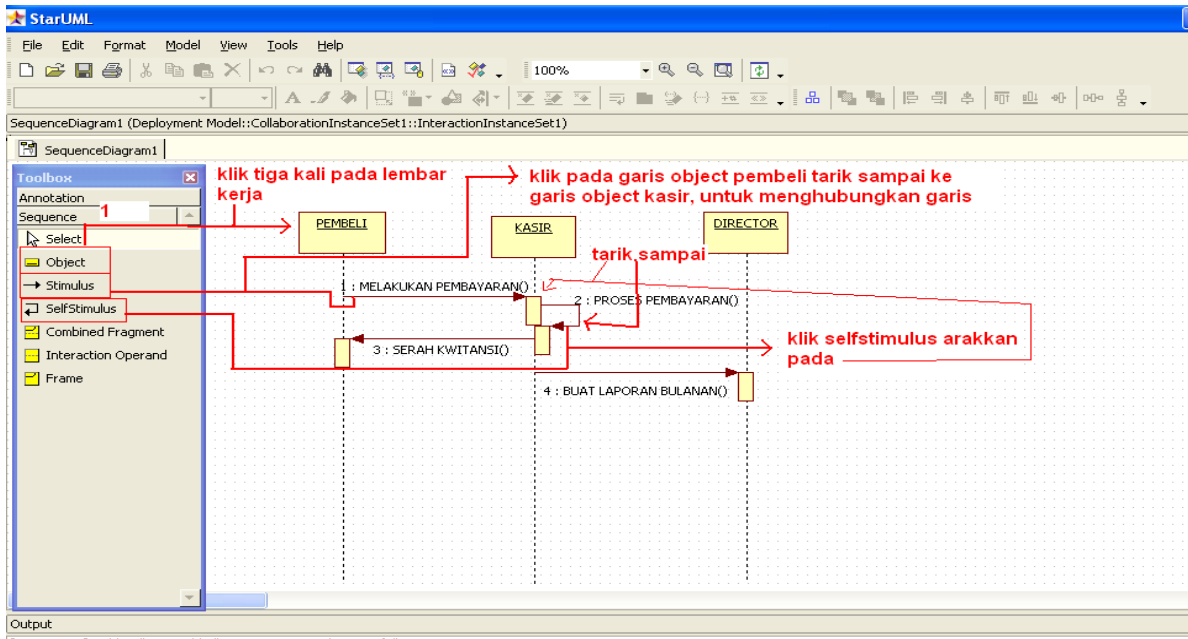 StarUML
File Edit Format Model View Tools Help
100%
SequenceDiagram1 (Deployment Model::CollaborationInstanceSet1::InteractionInstanceSet1)
SequenceDiagram1
Toolbox
Annotation
Sequence
1
Select
Object
Stimulus
SelfStimulus
Combined Fragment
Interaction Operand
Frame
klik tiga kali pada lembar
kerja
klik pada garis object pembeli tarik sampai ke
garis object kasir, untuk menghubungkan garis
PEMBELI
KASIR
DIRECTOR
tarik sampai
1 : MELAKUKAN PEMBAYARAN()
2 : PROSES PEMBAYARAN()
3 : SERAH KWITANSI()
klik selfstimulus arakkan
pada
4 : BUAT LAPORAN BULANAN()
Output